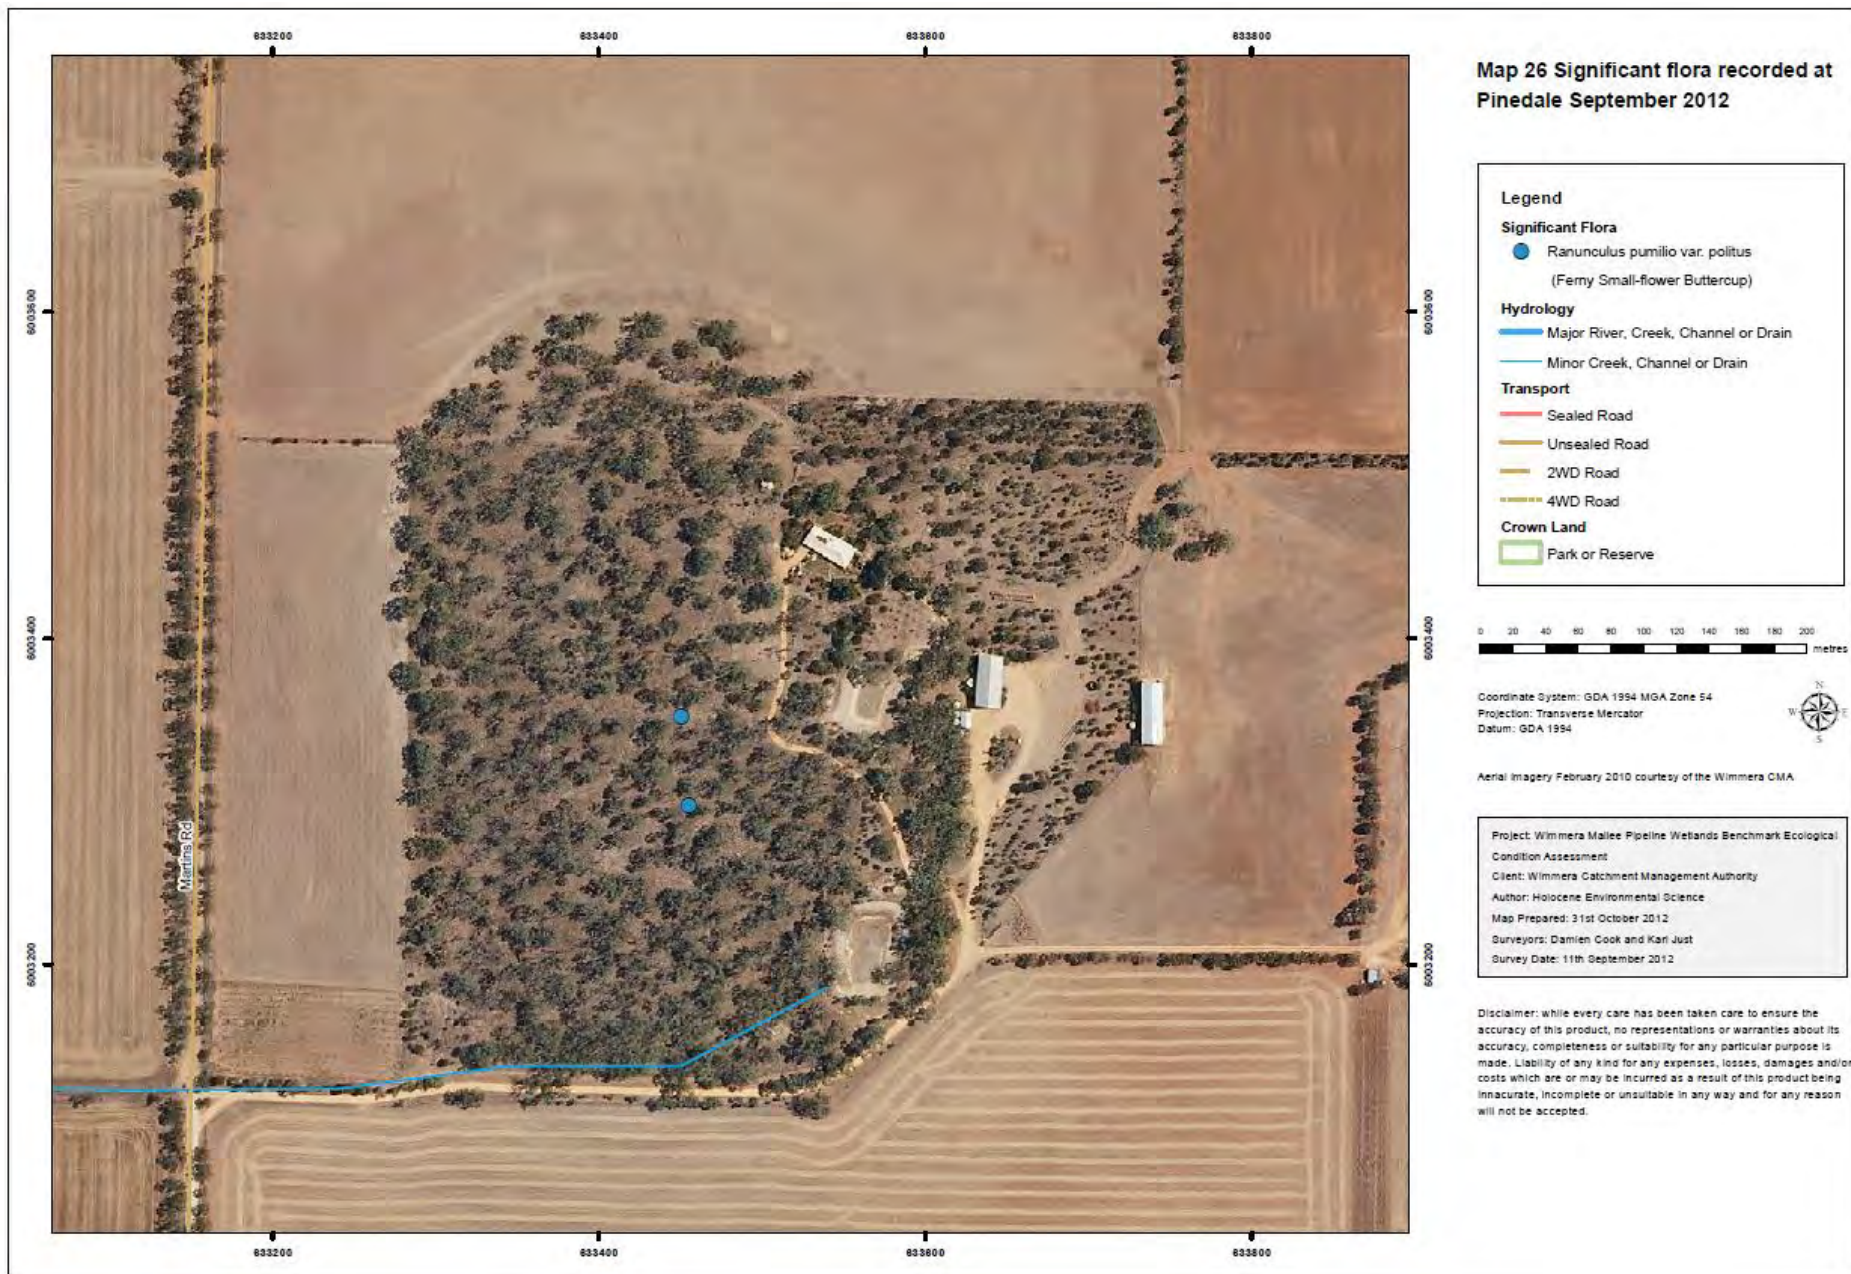 633200 633400 633600 633800
Map 26 Significant flora recorded at
Pinedale September 2012
Legend
Significant Flora
Ranunculus pumilio var. politus
(Ferny Small-flower Buttercup)
Hydrology
Major River, Creek, Channel or Drain
Minor Creek, Channel or Drain
Transport
Sealed Road
Unsealed Road
2WD Road
4WD Road
Crown Land
Park or Reserve
0 20 40 60 80 100 120 140 160 180 200
metres
Coordinate System: GDA 1994 MGA Zone 54
Projection: Transverse Mercator
Datum: GDA 1994
N
W E
S
Aerial Imagery February 2010 courtesy of the Wimmera CMA
Project: Wimmera Mallee Pipeline Wetlands Benchmark Ecological
Condition Assessment
Client: Wimmera Catchment Management Authority
Author: Holocene Environmental Science
Map Prepared: 31st October 2012
Surveyors: Damien Cook and Karl Just
Survey Date: 11th September 2012
Disclaimer: while every care has been taken care to ensure the
accuracy of this product, no representations or warranties about its
accuracy, completeness or suitability for any particular purpose is
made. Liability of any kind for any expenses, losses, damages and/or
costs which are or may be incurred as a result of this product being
innacurate, incomplete or unsuitable in any way and for any reason
will not be accepted.
6003600 6003600
6003400 6003400
6003200 6003200
Martins Rd
633200 633400 633600 633800